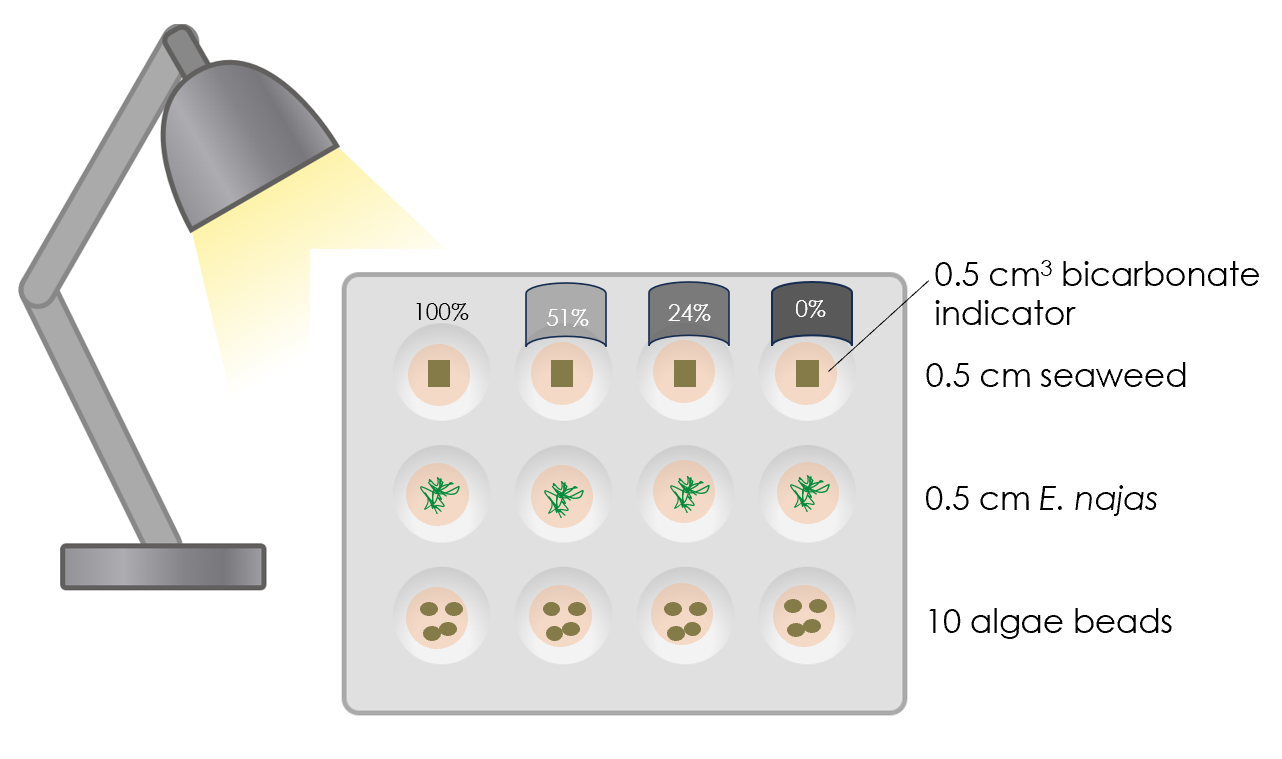 100%
51%
24%
0%
0.5 cm³ bicarbonate
indicator
0.5 cm seaweed
0.5 cm E. najas
10 algae beads